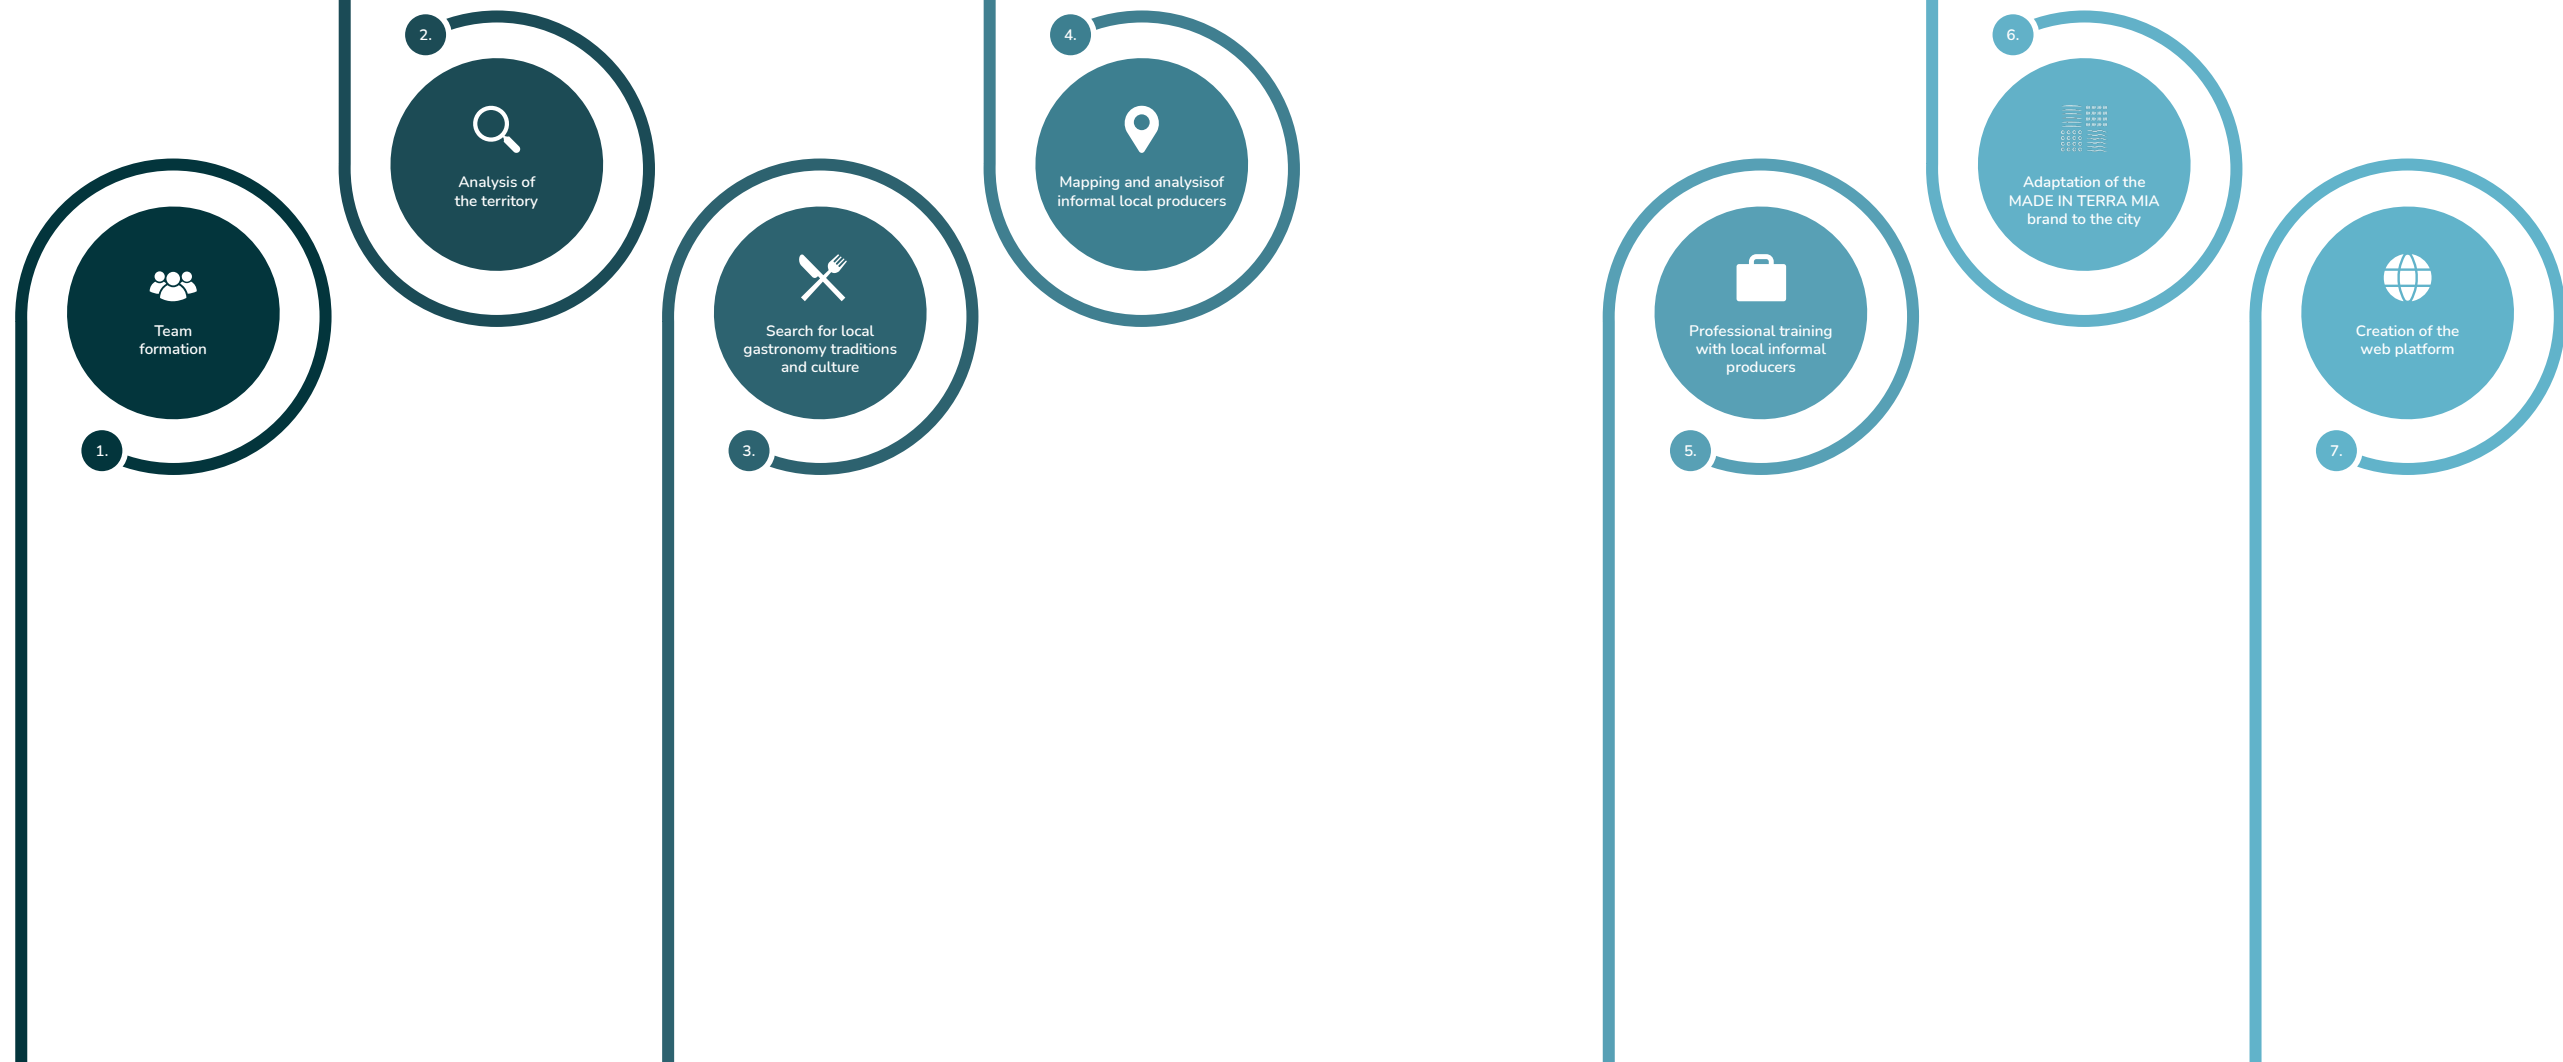 1.
Team
formation
2.
Analysis of
the territory
3.
Search for local
gastronomy traditions
and culture
4.
Mapping and analysisof
informal local producers
5.
Professional training
with local informal
producers
6.
Adaptation of the
MADE IN TERRA MIA
brand to the city
7.
Creation of the
web platform